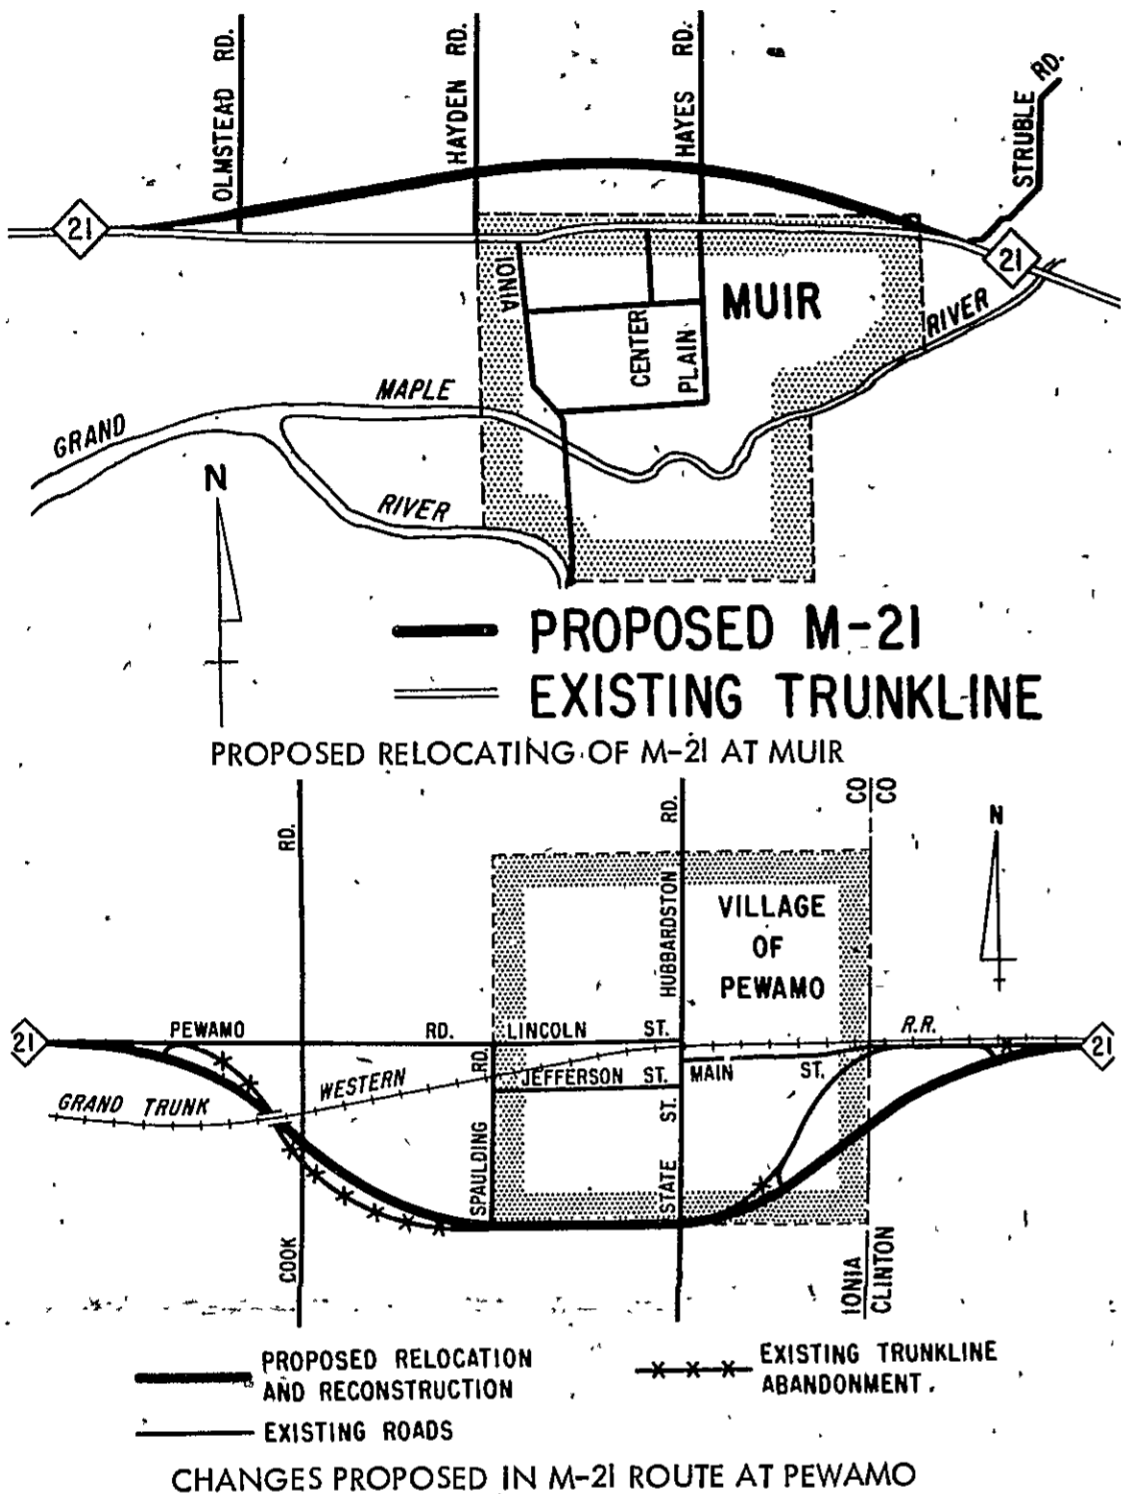 OLMSTEAD RD.
HAYDEN RD.
HAYES RD.
STRUBLE RD.
21
21
IONIA
CENTER
PLAIN
MUIR
RIVER
MAPLE
GRAND
RIVER
N
PROPOSED M-21
EXISTING TRUNKLINE
PROPOSED RELOCATING OF M-21 AT MUIR
COOK RD.
HUBBARDSTON RD.
CO CO
N
VILLAGE
OF
PEWAMO
21
PEWAMO RD.
LINCOLN ST.
R.R.
21
GRAND TRUNK WESTERN
SPAULDING RD.
JEFFERSON ST.
MAIN ST.
STATE ST.
IONIA
CLINTON
PROPOSED RELOCATION
AND RECONSTRUCTION
EXISTING TRUNKLINE
ABANDONMENT.
EXISTING ROADS
CHANGES PROPOSED IN M-21 ROUTE AT PEWAMO